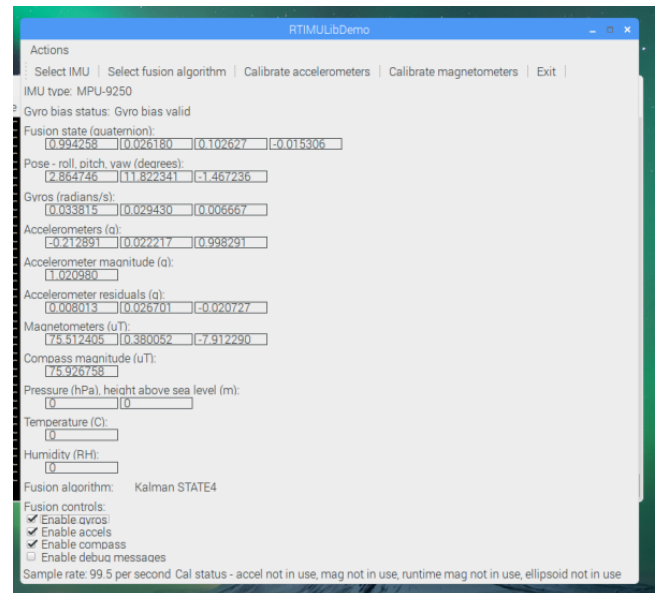 RTIMULibDemo
Actions
Select IMU Select fusion algorithm Calibrate accelerometers Calibrate magnetometers Exit
IMU type: MPU-9250
Gyro bias status: Gyro bias valid
Fusion state (quaternion):
0.994258 0.026180 0.102627 -0.015306
Pose - roll, pitch, yaw (degrees):
2.864746 11.822341 -1.467236
Gyros (radians/s):
0.033815 0.029430 0.006667
Accelerometers (g):
-0.212891 0.022217 0.998291
Accelerometer magnitude (g):
1.020980
Accelerometer residuals (g):
0.008013 0.026701 -0.020727
Magnetometers (uT):
75.512405 0.380052 -7.912290
Compass magnitude (uT):
75.926758
Pressure (hPa), height above sea level (m):
0 0
Temperature (C):
0
Humidity (RH):
0
Fusion algorithm: Kalman STATE4
Fusion controls:
Enable gyros
Enable accels
Enable compass
Enable debug messages
Sample rate: 99.5 per second Cal status - accel not in use, mag not in use, runtime mag not in use, ellipsoid not in use